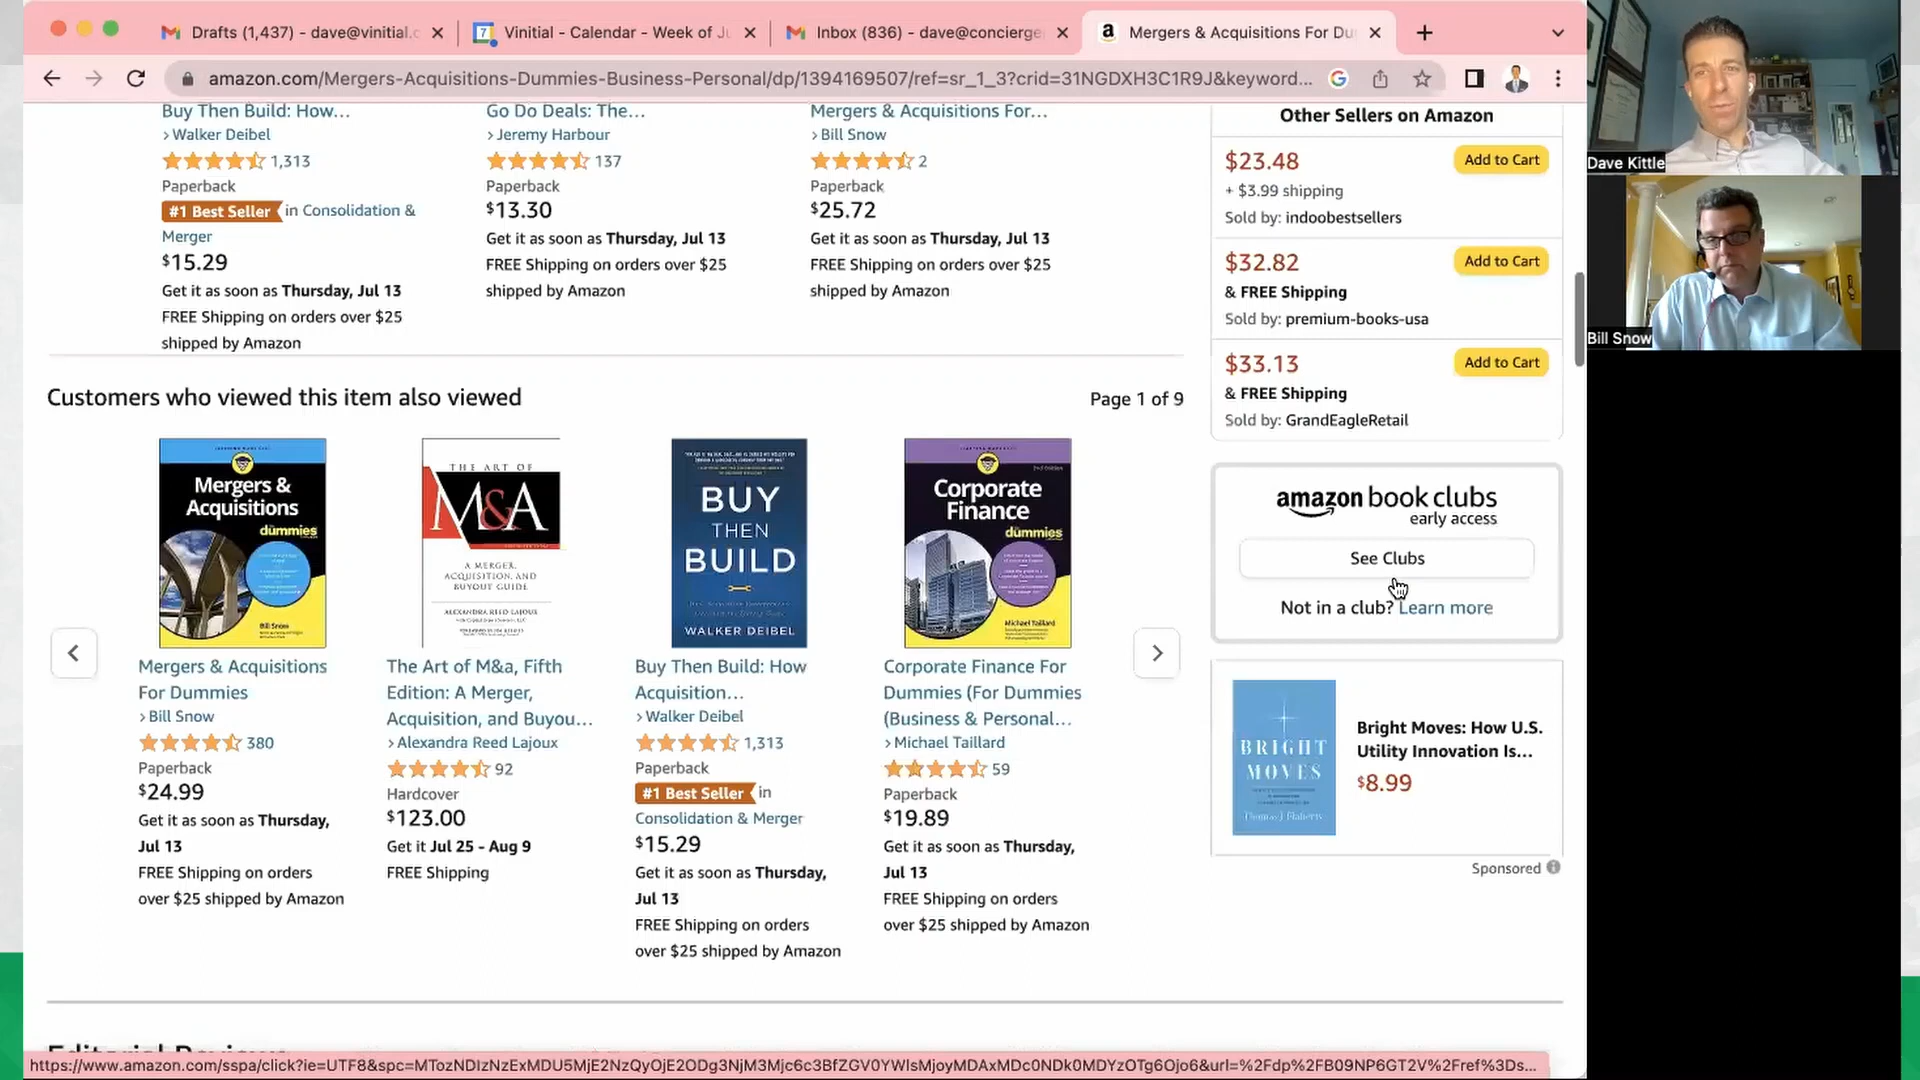 Drafts (1,437) - dave@vinitial.c
Vinitial - Calendar - Week of Ju
Inbox (836) - dave@concierge
Mergers & Acquisitions For Du
amazon.com/Mergers-Acquisitions-Dummies-Business-Personal/dp/1394169507/ref=sr_1_3?crid=31NGDXH3C1R9J&keyword...
Buy Then Build: How...
› Walker Deibel
1,313
Paperback
#1 Best Seller in Consolidation &
Merger
$15.29
Get it as soon as Thursday, Jul 13
FREE Shipping on orders over $25
shipped by Amazon
Go Do Deals: The...
› Jeremy Harbour
137
Paperback
$13.30
Get it as soon as Thursday, Jul 13
FREE Shipping on orders over $25
shipped by Amazon
Mergers & Acquisitions For...
› Bill Snow
2
Paperback
$25.72
Get it as soon as Thursday, Jul 13
FREE Shipping on orders over $25
shipped by Amazon
Other Sellers on Amazon
$23.48
Add to Cart
+ $3.99 shipping
Sold by: indoobestsellers
$32.82
Add to Cart
& FREE Shipping
Sold by: premium-books-usa
$33.13
Add to Cart
& FREE Shipping
Sold by: GrandEagleRetail
Dave Kittle
Bill Snow
Customers who viewed this item also viewed
Page 1 of 9
Mergers &
Acquisitions
dummies
Bill Snow
THE ART OF
M&A
A MERGER,
ACQUISITION, AND
BUYOUT GUIDE
ALEXANDRA REED LAJOUX
BUY
THEN
BUILD
WALKER DEIBEL
Corporate
Finance
dummies
Michael Taillard
Mergers & Acquisitions
For Dummies
› Bill Snow
380
Paperback
$24.99
Get it as soon as Thursday,
Jul 13
FREE Shipping on orders
over $25 shipped by Amazon
The Art of M&a, Fifth
Edition: A Merger,
Acquisition, and Buyou...
› Alexandra Reed Lajoux
92
Hardcover
$123.00
Get it Jul 25 - Aug 9
FREE Shipping
Buy Then Build: How
Acquisition...
› Walker Deibel
1,313
Paperback
#1 Best Seller in
Consolidation & Merger
$15.29
Get it as soon as Thursday,
Jul 13
FREE Shipping on orders
over $25 shipped by Amazon
Corporate Finance For
Dummies (For Dummies
(Business & Personal...
› Michael Taillard
59
Paperback
$19.89
Get it as soon as Thursday,
Jul 13
FREE Shipping on orders
over $25 shipped by Amazon
amazon book clubs
early access
See Clubs
Not in a club? Learn more
BRIGHT
MOVES
Thomas J Flaherty
Bright Moves: How U.S.
Utility Innovation Is...
$8.99
Sponsored
Editorial Reviews